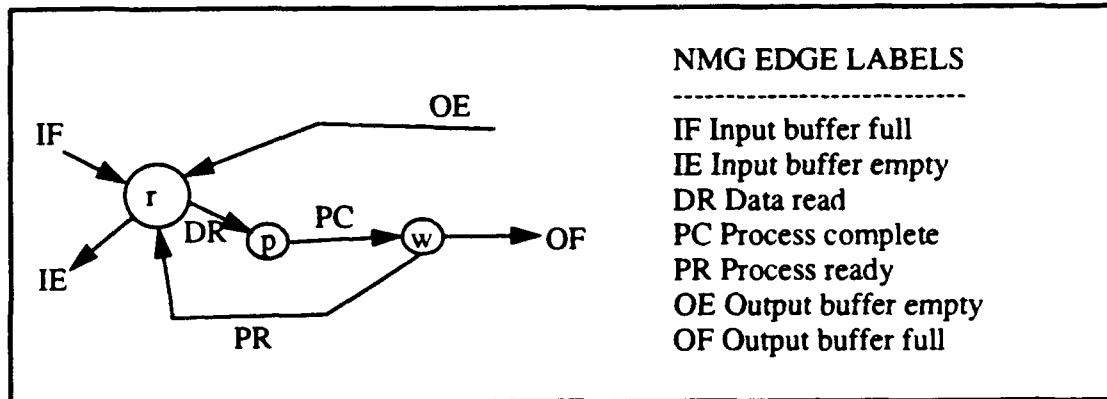 NMG EDGE LABELS
----------------------------
IF Input buffer full
IE Input buffer empty
DR Data read
PC Process complete
PR Process ready
OE Output buffer empty
OF Output buffer full
IF
OE
r
DR
p
PC
w
OF
IE
PR